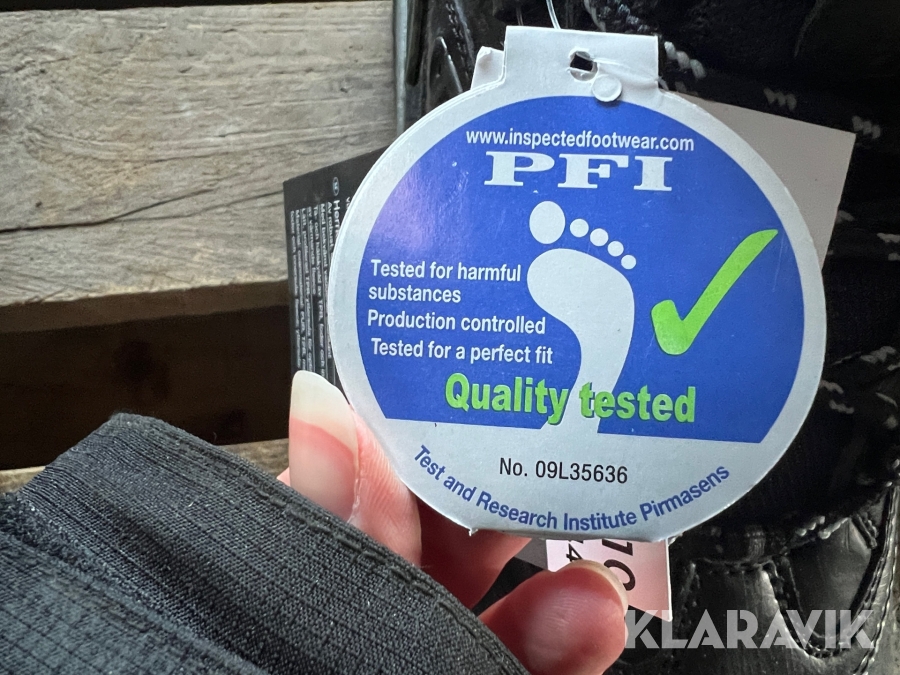 www.inspectedfootwear.com
PFI
Tested for harmful
substances
Production controlled
Tested for a perfect fit
Quality tested
No. 09L35636
Test and Research Institute Pirmasens
KLARAVIK